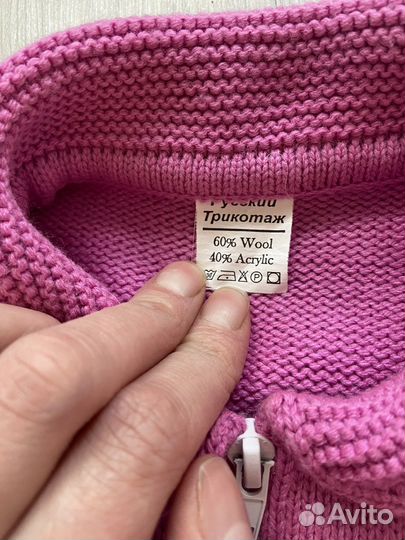 Русский
Трикотаж
60% Wool
40% Acrylic
P
Avito